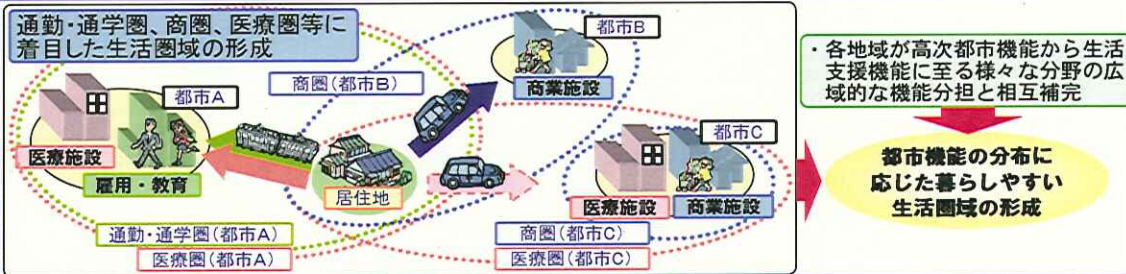 通勤・通学圏、商圏、医療圏等に
着目した生活圏域の形成
都市B
商圏(都市B)
商業施設
都市A
医療施設
雇用・教育
居住地
都市C
医療施設
商業施設
通勤・通学圏(都市A)
医療圏(都市A)
商圏(都市C)
医療圏(都市C)
・各地域が高次都市機能から生活
支援機能に至る様々な分野の広
域的な機能分担と相互補完
都市機能の分布に
応じた暮らしやすい
生活圏域の形成